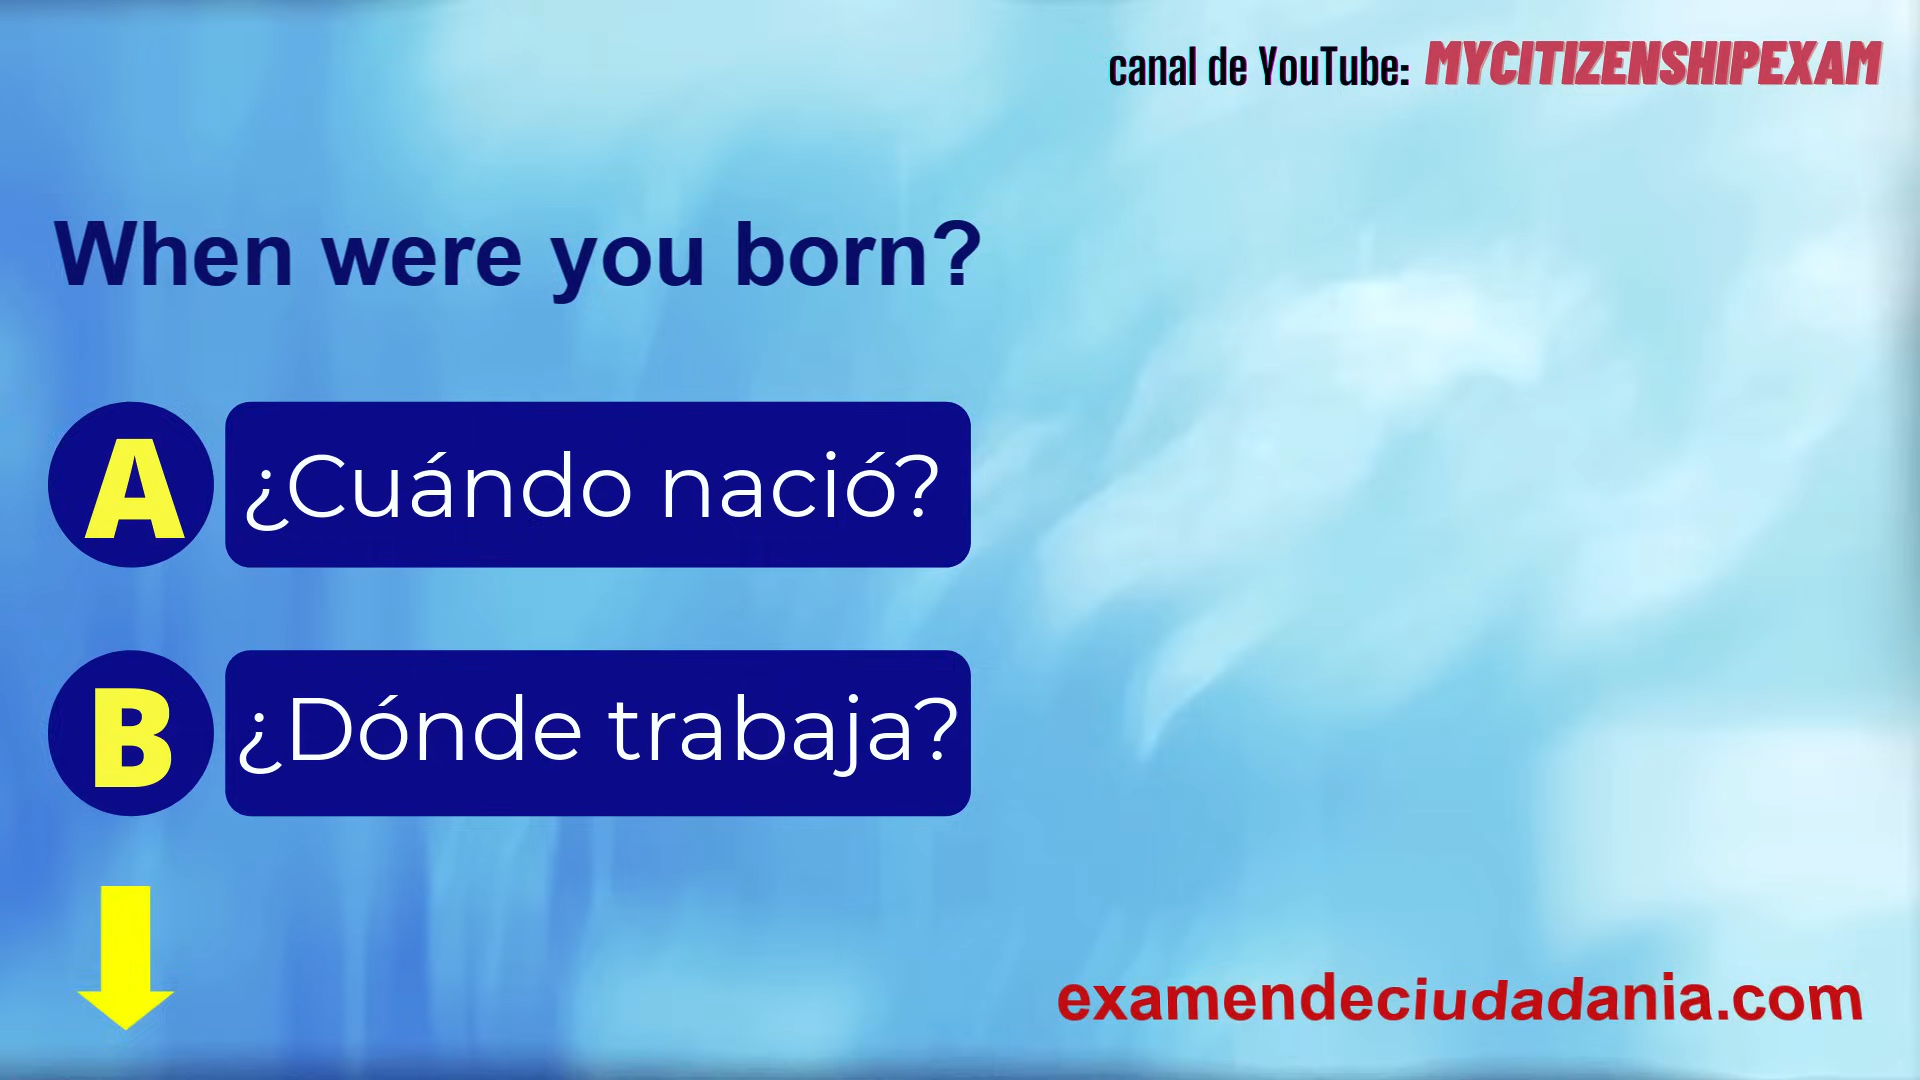 canal de YouTube: MYCITIZENSHIPEXAM
When were you born?
A ¿Cuándo nació?
B ¿Dónde trabaja?
examendeciudadania.com